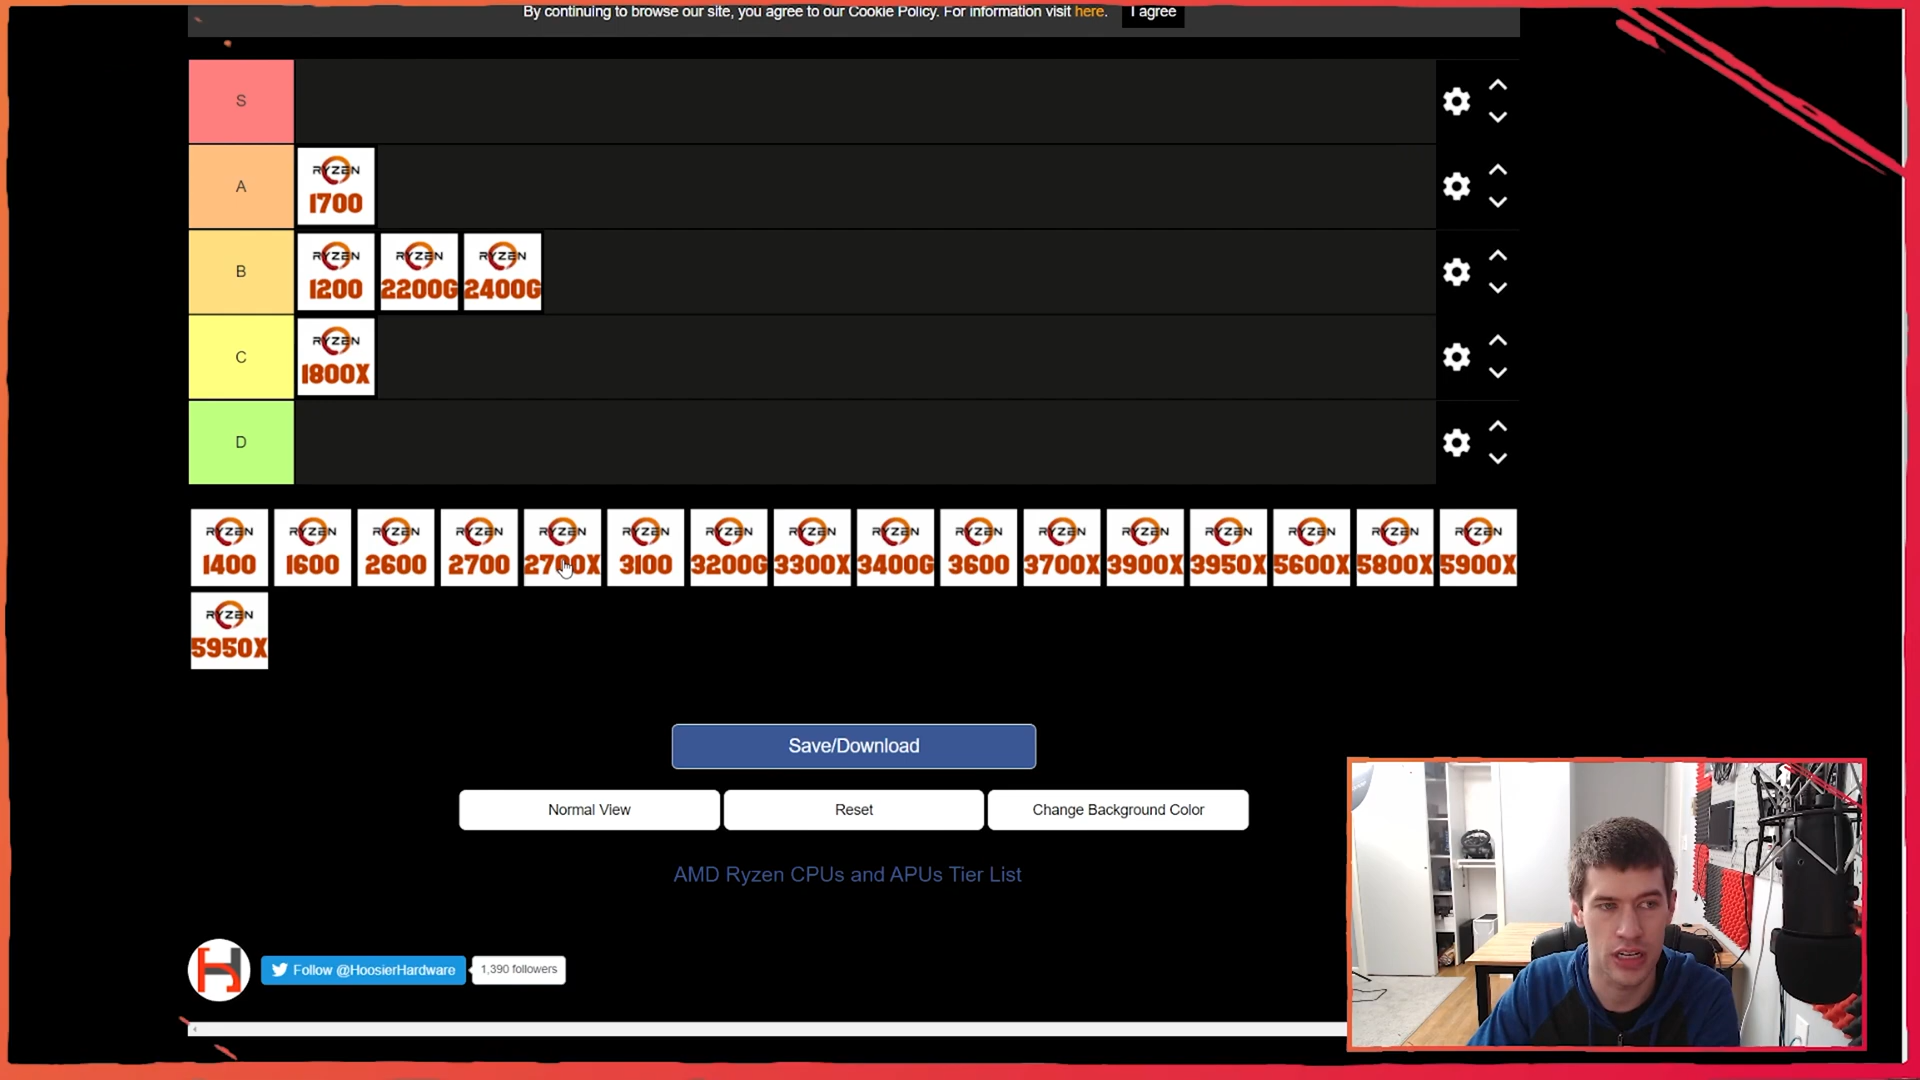 By continuing to browse our site, you agree to our Cookie Policy. For information visit here. I agree
S
A
RYZEN
1700
B
RYZEN RYZEN RYZEN
1200 2200G 2400G
C
RYZEN
1800X
D
RYZEN RYZEN RYZEN RYZEN RYZEN RYZEN RYZEN RYZEN RYZEN RYZEN RYZEN RYZEN RYZEN RYZEN RYZEN RYZEN
1400 1600 2600 2700 2700X 3100 3200G 3300X 3400G 3600 3700X 3900X 3950X 5600X 5800X 5900X
RYZEN
5950X
Save/Download
Normal View Reset Change Background Color
AMD Ryzen CPUs and APUs Tier List
H Follow @HoosierHardware 1,390 followers